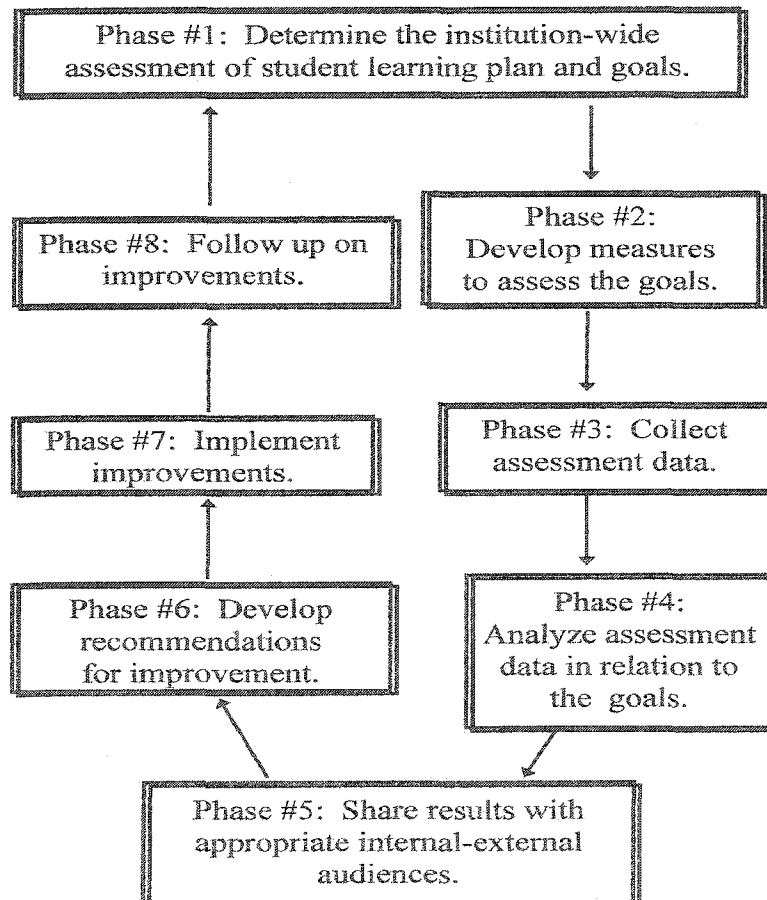 Phase #1: Determine the institution-wide
assessment of student learning plan and goals.
Phase #2:
Develop measures
to assess the goals.
Phase #3: Collect
assessment data.
Phase #4:
Analyze assessment
data in relation to
the goals.
Phase #5: Share results with
appropriate internal-external
audiences.
Phase #6: Develop
recommendations
for improvement.
Phase #7: Implement
improvements.
Phase #8: Follow up on
improvements.